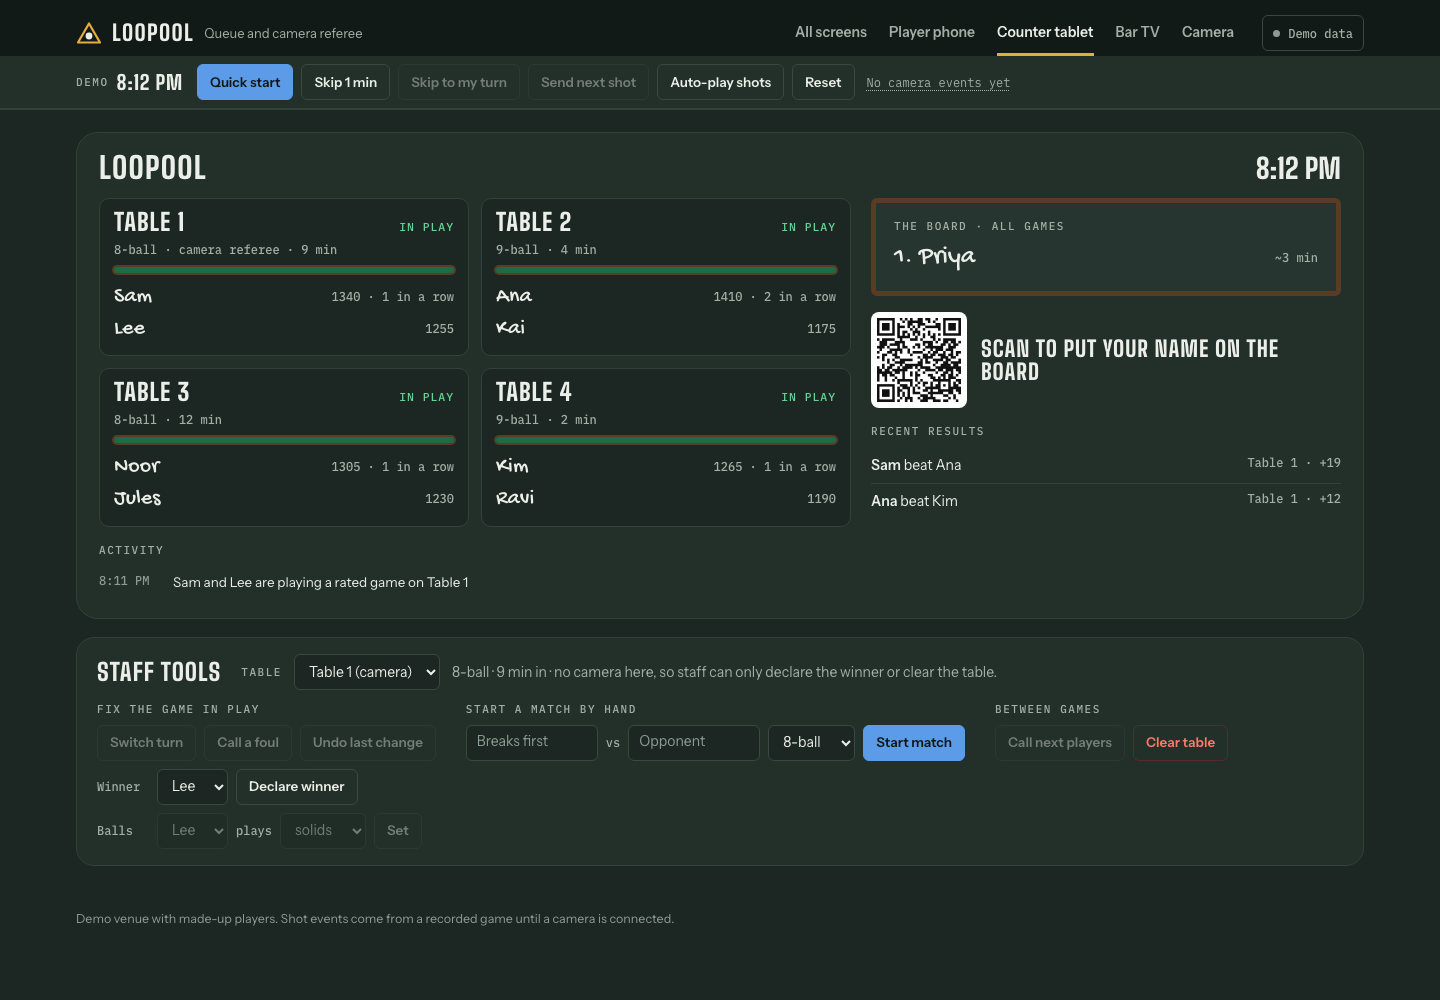 LOOPOOL Queue and camera referee All screens Player phone Counter tablet Bar TV Camera Demo data
DEMO 8:12 PM Quick start Skip 1 min Skip to my turn Send next shot Auto-play shots Reset No camera events yet
LOOPOOL 8:12 PM
TABLE 1 IN PLAY
8-ball · camera referee · 9 min
Sam 1340 · 1 in a row
Lee 1255
TABLE 2 IN PLAY
9-ball · 4 min
Ana 1410 · 2 in a row
Kai 1175
TABLE 3 IN PLAY
8-ball · 12 min
Noor 1305 · 1 in a row
Jules 1230
TABLE 4 IN PLAY
9-ball · 2 min
Kim 1265 · 1 in a row
Ravi 1190
THE BOARD · ALL GAMES
1. Priya ~3 min
SCAN TO PUT YOUR NAME ON THE
BOARD
RECENT RESULTS
Sam beat Ana Table 1 · +19
Ana beat Kim Table 1 · +12
ACTIVITY
8:11 PM Sam and Lee are playing a rated game on Table 1
STAFF TOOLS TABLE Table 1 (camera) 8-ball · 9 min in · no camera here, so staff can only declare the winner or clear the table.
FIX THE GAME IN PLAY
Switch turn Call a foul Undo last change
Winner Lee Declare winner
Balls Lee plays solids Set
START A MATCH BY HAND
Breaks first vs Opponent 8-ball Start match
BETWEEN GAMES
Call next players Clear table
Demo venue with made-up players. Shot events come from a recorded game until a camera is connected.